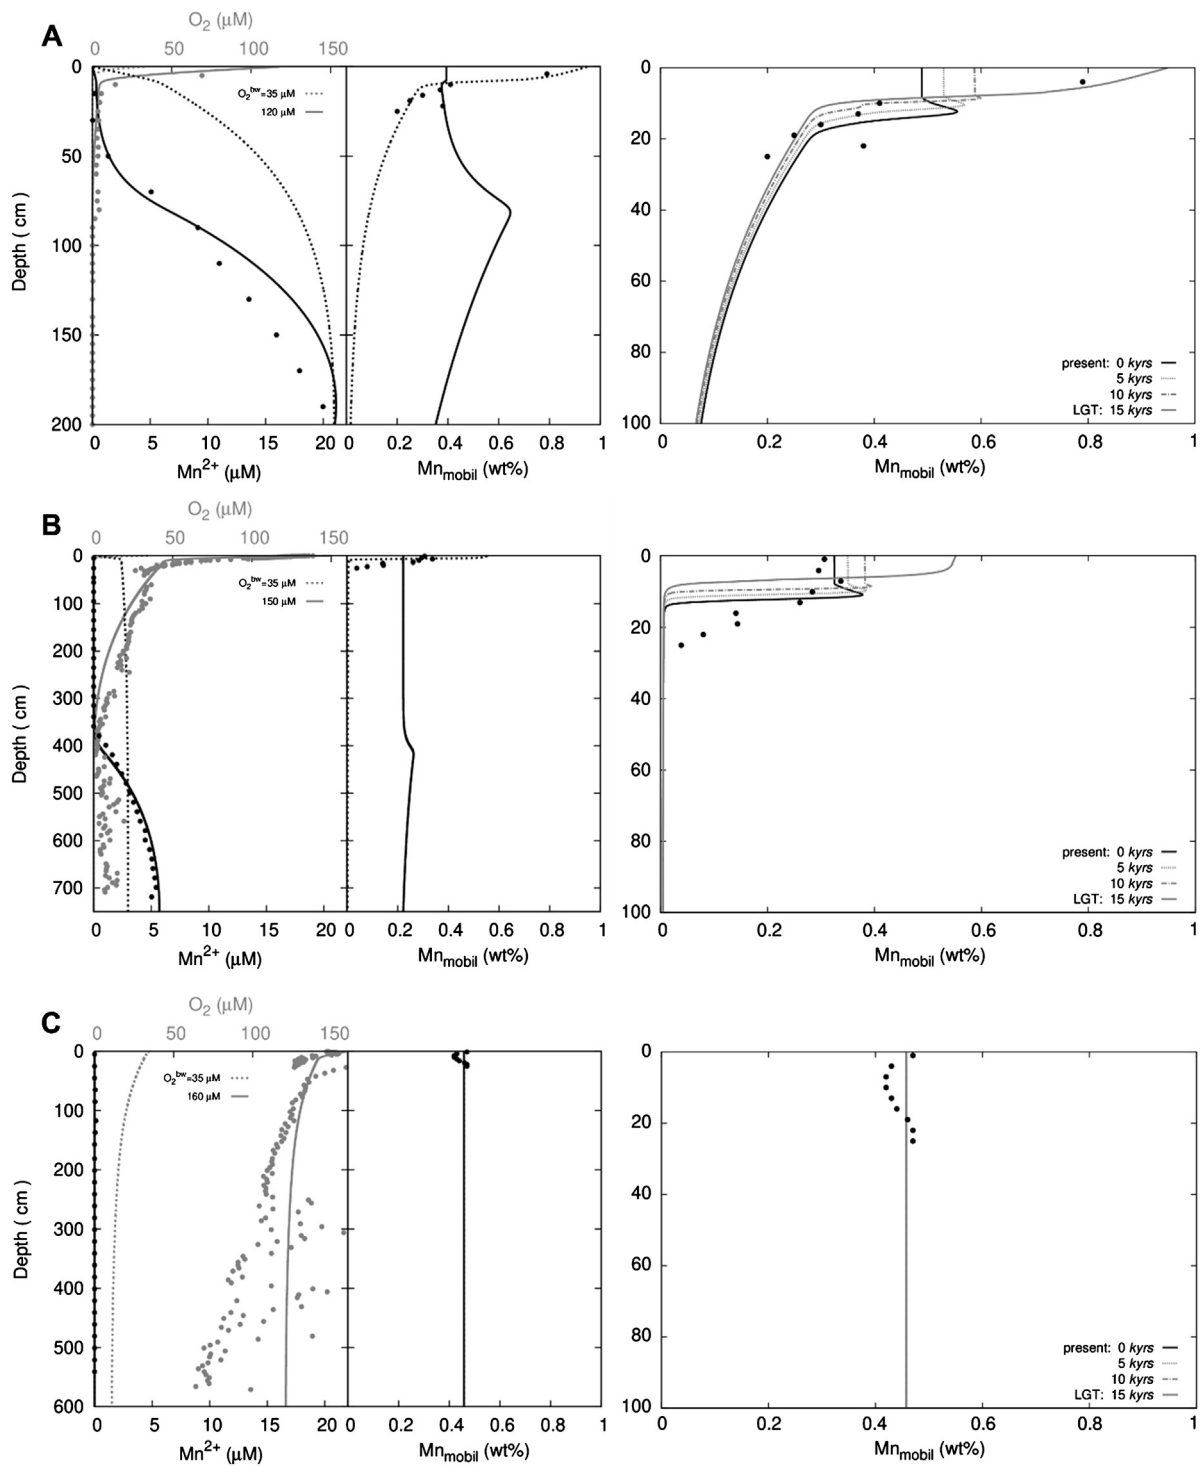 A
O2 (µM)
0 50 100 150
O2bw=35 µM
120 µM
0
50
100
150
200
Depth ( cm )
0 5 10 15 20
Mn2+ (µM)
0 0.2 0.4 0.6 0.8 1
Mnmobil (wt%)
0
20
40
60
80
100
present: 0 kyrs
5 kyrs
10 kyrs
LGT: 15 kyrs
0 0.2 0.4 0.6 0.8 1
Mnmobil (wt%)
B
O2 (µM)
0 50 100 150
O2bw=35 µM
150 µM
0
100
200
300
400
500
600
700
Depth ( cm )
0 5 10 15 20
Mn2+ (µM)
0 0.2 0.4 0.6 0.8 1
Mnmobil (wt%)
0
20
40
60
80
100
present: 0 kyrs
5 kyrs
10 kyrs
LGT: 15 kyrs
0 0.2 0.4 0.6 0.8 1
Mnmobil (wt%)
C
O2 (µM)
0 50 100 150
O2bw=35 µM
160 µM
0
100
200
300
400
500
600
Depth ( cm )
0 5 10 15 20
Mn2+ (µM)
0 0.2 0.4 0.6 0.8 1
Mnmobil (wt%)
0
20
40
60
80
100
present: 0 kyrs
5 kyrs
10 kyrs
LGT: 15 kyrs
0 0.2 0.4 0.6 0.8 1
Mnmobil (wt%)